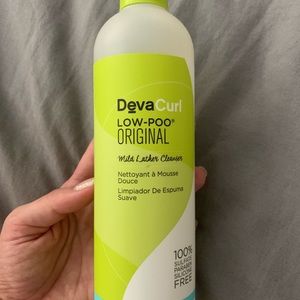 DevaCurl
LOW-POO®
ORIGINAL
Mild Lather Cleanser
Nettoyant à Mousse
Douce
Limpiador De Espuma
Suave
100%
SULFATE
PARABEN
SILICONE
FREE